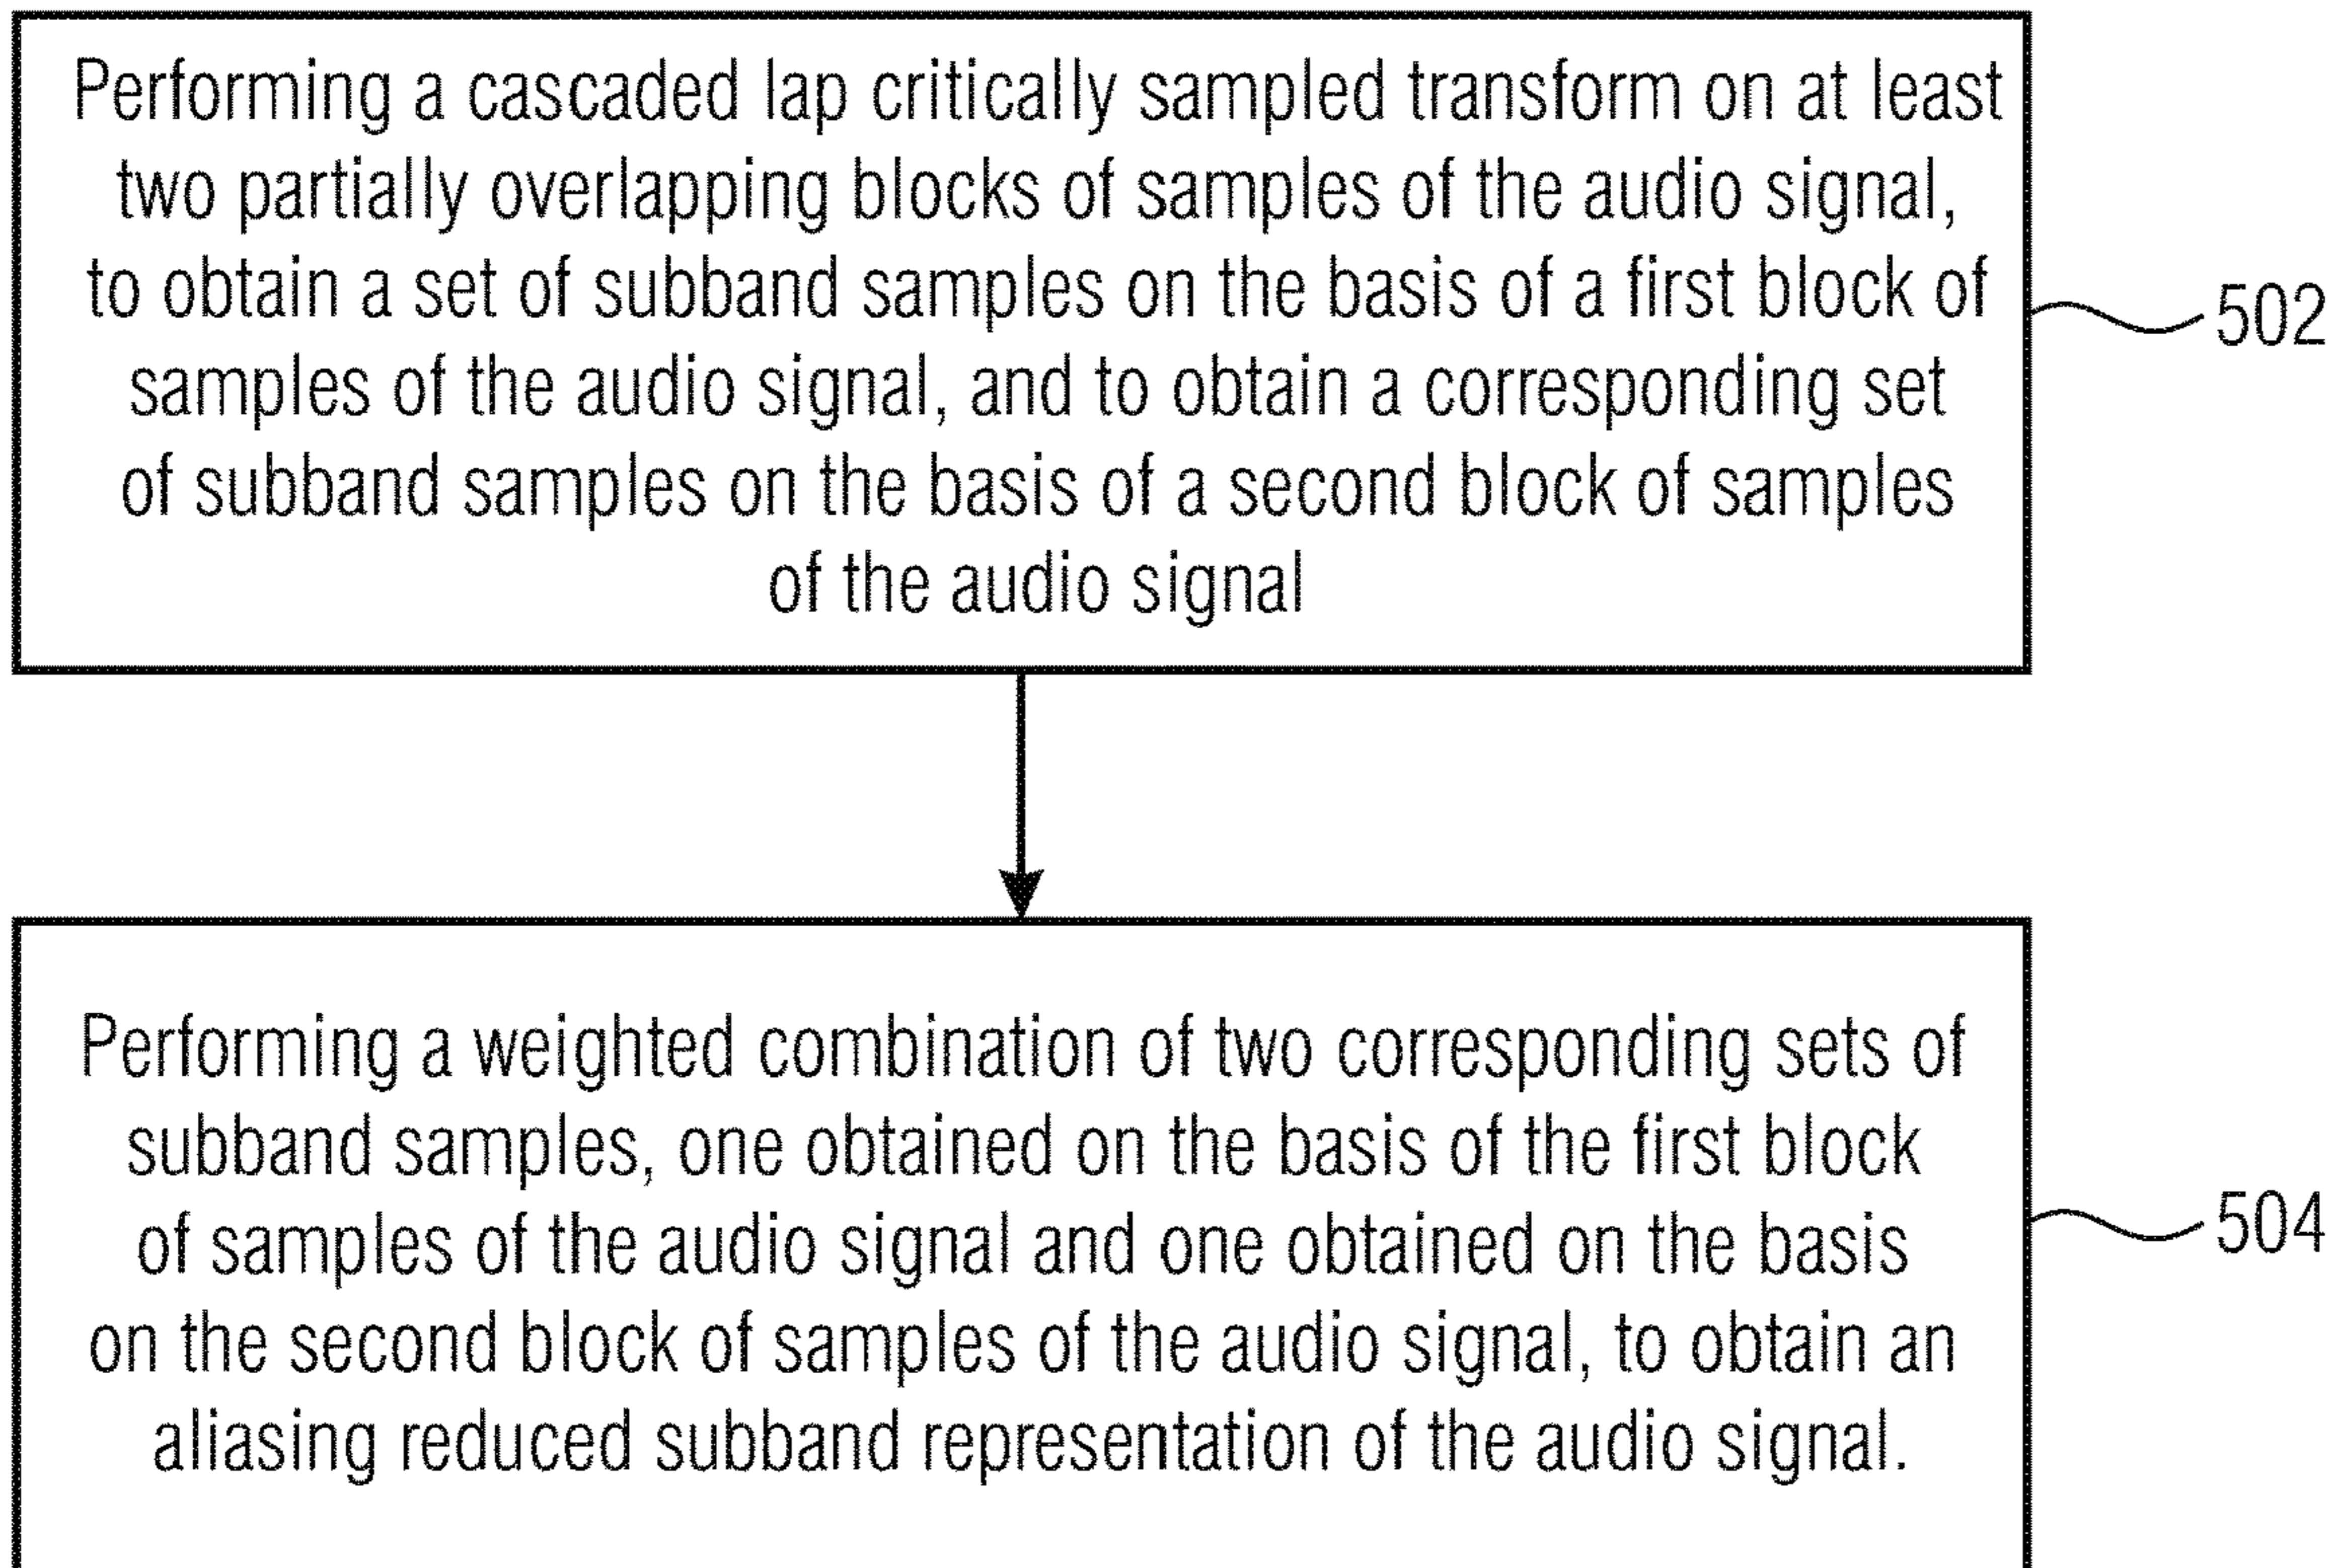 Performing a cascaded lap critically sampled transform on at least
two partially overlapping blocks of samples of the audio signal,
to obtain a set of subband samples on the basis of a first block of
samples of the audio signal, and to obtain a corresponding set
of subband samples on the basis of a second block of samples
of the audio signal
502
Performing a weighted combination of two corresponding sets of
subband samples, one obtained on the basis of the first block
of samples of the audio signal and one obtained on the basis
on the second block of samples of the audio signal, to obtain an
aliasing reduced subband representation of the audio signal.
504